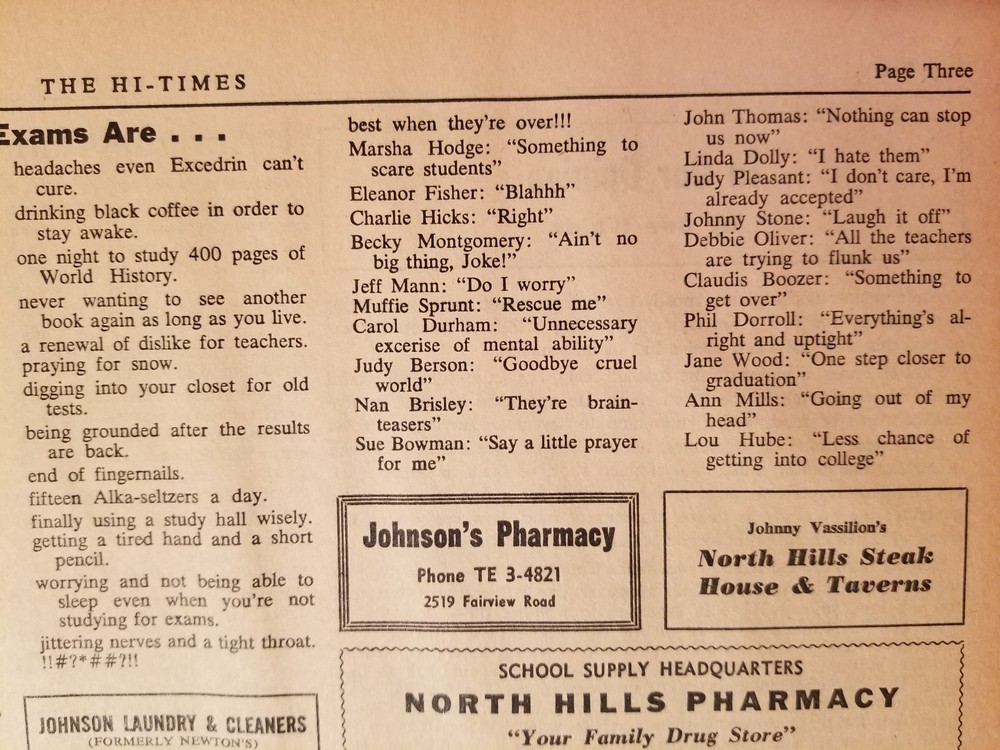 THE HI-TIMES
Page Three
Exams Are . . .
headaches even Excedrin can't
cure.
drinking black coffee in order to
stay awake.
one night to study 400 pages of
World History.
never wanting to see another
book again as long as you live.
a renewal of dislike for teachers.
praying for snow.
digging into your closet for old
tests.
being grounded after the results
are back.
end of fingernails.
fifteen Alka-seltzers a day.
finally using a study hall wisely.
getting a tired hand and a short
pencil.
worrying and not being able to
sleep even when you're not
studying for exams.
jittering nerves and a tight throat.
!!#?*##?!!
JOHNSON LAUNDRY & CLEANERS
(FORMERLY NEWTON'S)
best when they're over!!!
Marsha Hodge: "Something to
scare students"
Eleanor Fisher: "Blahhh"
Charlie Hicks: "Right"
Becky Montgomery: "Ain't no
big thing, Joke!"
Jeff Mann: "Do I worry"
Muffie Sprunt: "Rescue me"
Carol Durham: "Unnecessary
excerise of mental ability"
Judy Berson: "Goodbye cruel
world"
Nan Brisley: "They're brain-
teasers"
Sue Bowman: "Say a little prayer
for me"
John Thomas: "Nothing can stop
us now"
Linda Dolly: "I hate them"
Judy Pleasant: "I don't care, I'm
already accepted"
Johnny Stone: "Laugh it off"
Debbie Oliver: "All the teachers
are trying to flunk us"
Claudis Boozer: "Something to
get over"
Phil Dorroll: "Everything's al-
right and uptight"
Jane Wood: "One step closer to
graduation"
Ann Mills: "Going out of my
head"
Lou Hube: "Less chance of
getting into college"
Johnson's Pharmacy
Phone TE 3-4821
2519 Fairview Road
Johnny Vassilion's
North Hills Steak
House & Taverns
SCHOOL SUPPLY HEADQUARTERS
NORTH HILLS PHARMACY
"Your Family Drug Store"